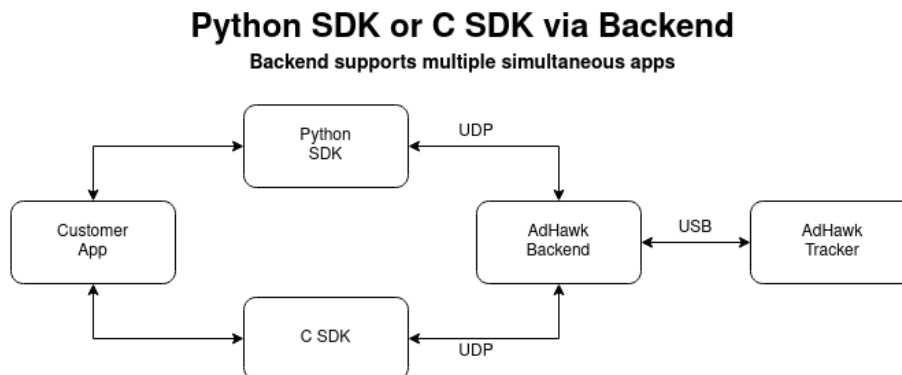 Python SDK or C SDK via Backend
Backend supports multiple simultaneous apps
Python
SDK
UDP
Customer
App
AdHawk
Backend
USB
AdHawk
Tracker
C SDK
UDP